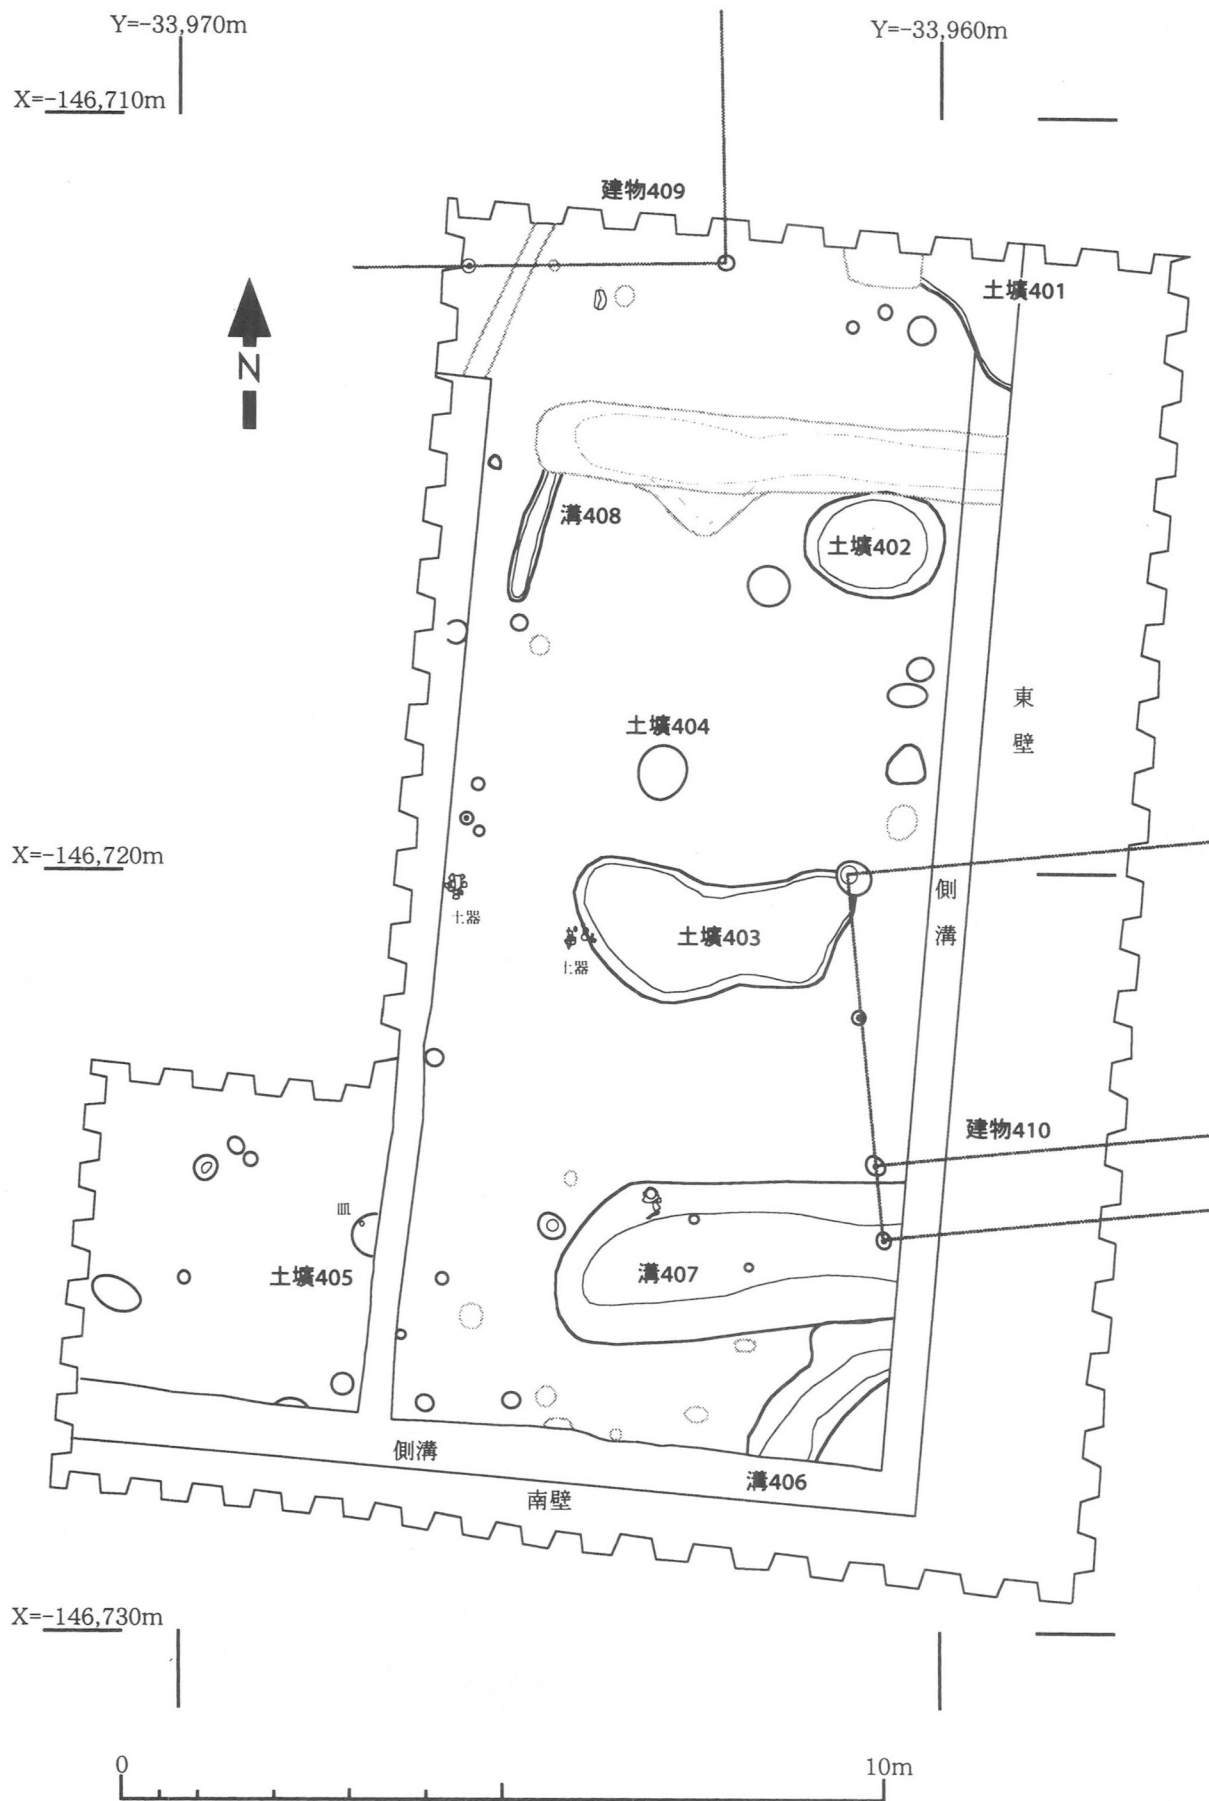 Y=-33,970m
Y=-33,960m
X=-146,710m
建物409
土壙401
N
溝408
土壙402
東壁
土壙404
X=-146,720m
側溝
土器
土壙403
土器
建物410
皿
土壙405
溝407
側溝
溝406
南壁
X=-146,730m
0
10m